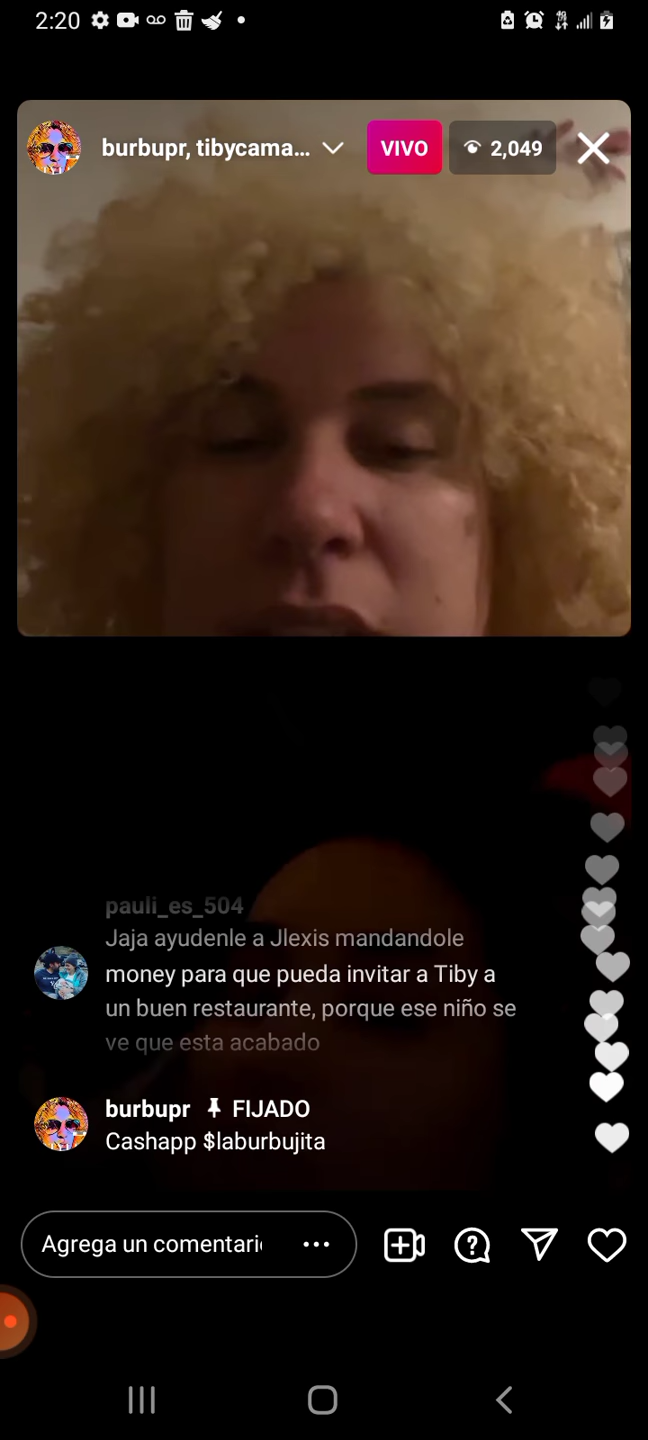 2:20
burbupr, tibycama...
VIVO
2,049
pauli_es_504
Jaja ayudenle a Jlexis mandandole
money para que pueda invitar a Tiby a
un buen restaurante, porque ese niño se
ve que esta acabado
burbupr FIJADO
Cashapp $laburbujita
Agrega un comentari